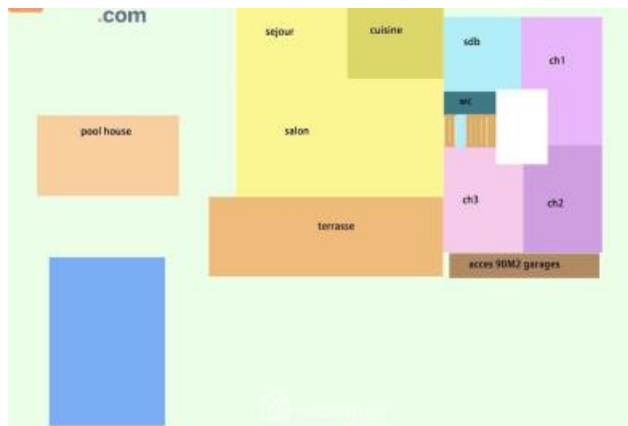 .com
sejour
cuisine
sdb
ch1
wc
pool house
salon
ch3
ch2
terrasse
acces 90M2 garages